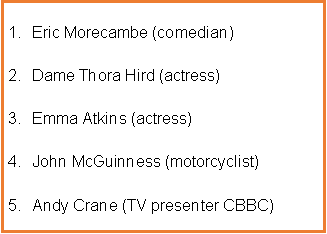 1. Eric Morecambe (comedian)
2. Dame Thora Hird (actress)
3. Emma Atkins (actress)
4. John McGuinness (motorcyclist)
5. Andy Crane (TV presenter CBBC)